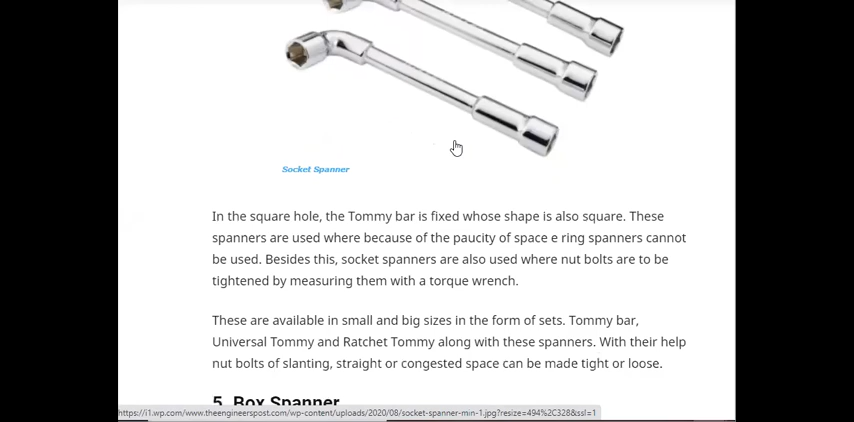 Socket Spanner
In the square hole, the Tommy bar is fixed whose shape is also square. These
spanners are used where because of the paucity of space e ring spanners cannot
be used. Besides this, socket spanners are also used where nut bolts are to be
tightened by measuring them with a torque wrench.
These are available in small and big sizes in the form of sets. Tommy bar,
Universal Tommy and Ratchet Tommy along with these spanners. With their help
nut bolts of slanting, straight or congested space can be made tight or loose.
5. Box Spanner
https://i1.wp.com/www.theengineerspost.com/wp-content/uploads/2020/08/socket-spanner-min-1.jpg?resize=494%2C328&ssl=1